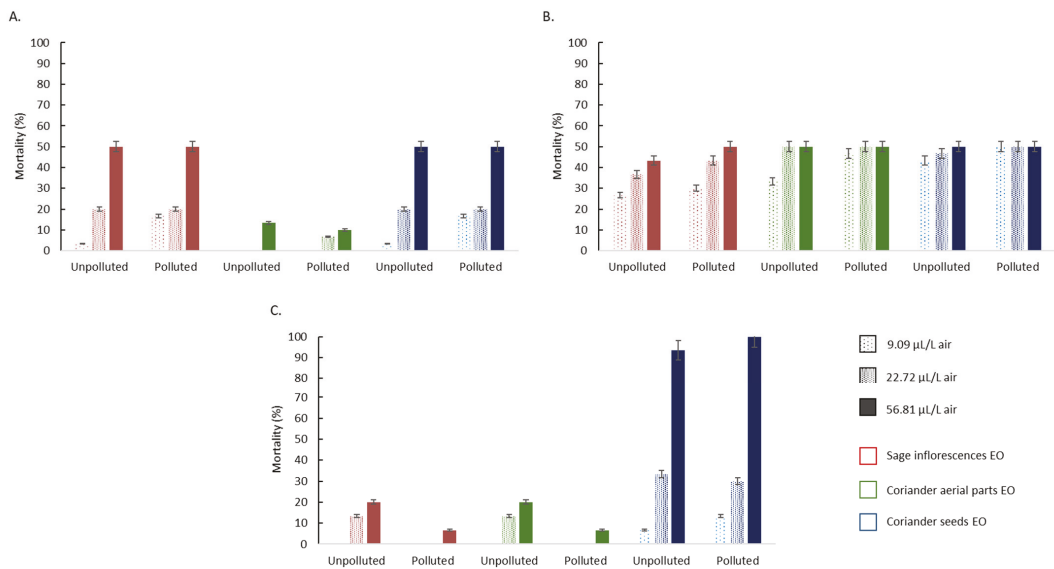 A.
100
90
80
70
60
50
40
30
20
10
0
Mortality (%)
Unpolluted Polluted Unpolluted Polluted Unpolluted Polluted
B.
100
90
80
70
60
50
40
30
20
10
0
Mortality (%)
Unpolluted Polluted Unpolluted Polluted Unpolluted Polluted
C.
100
90
80
70
60
50
40
30
20
10
0
Mortality (%)
Unpolluted Polluted Unpolluted Polluted Unpolluted Polluted
9.09 µL/L air
22.72 µL/L air
56.81 µL/L air
Sage inflorescences EO
Coriander aerial parts EO
Coriander seeds EO